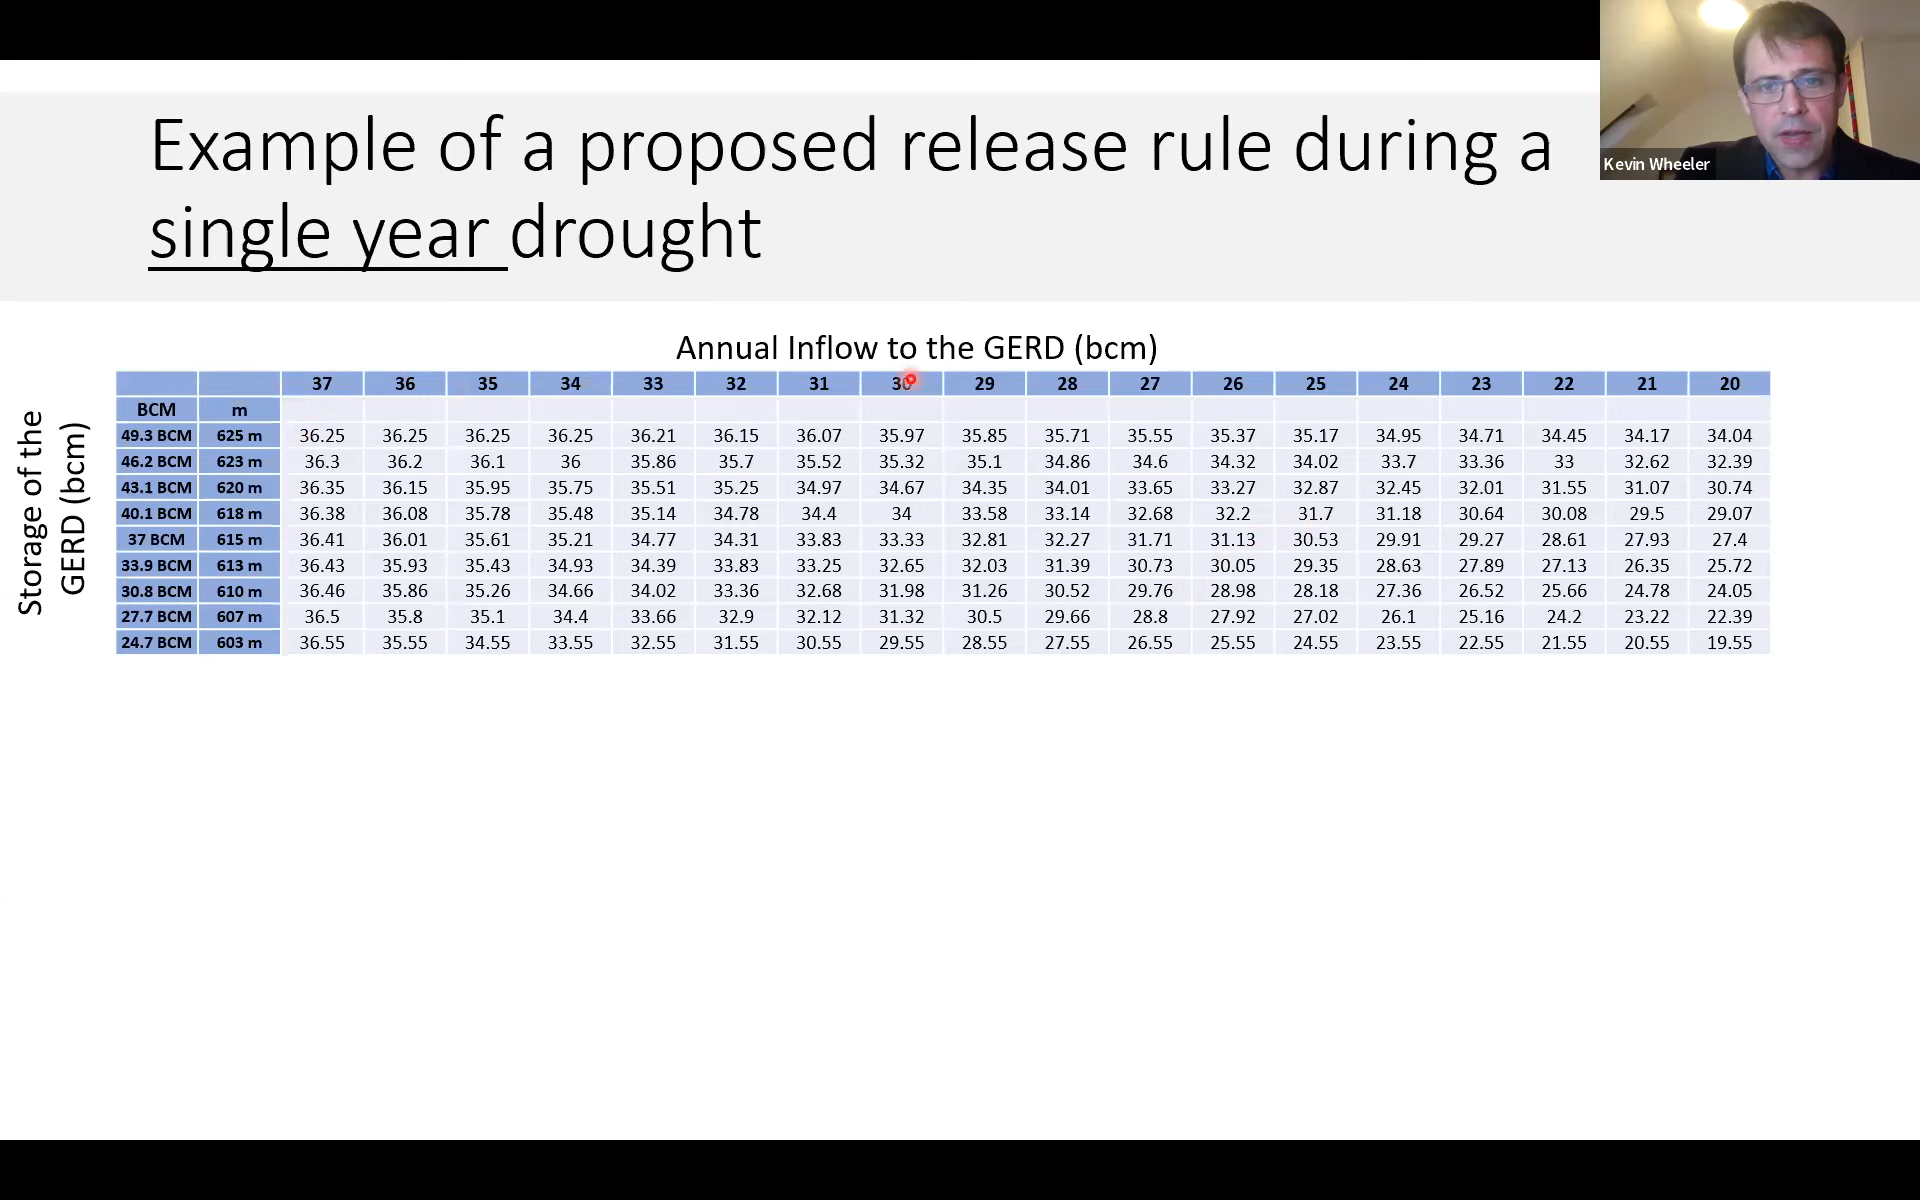 Example of a proposed release rule during a
single year drought
Kevin Wheeler
Annual Inflow to the GERD (bcm)
Storage of the
GERD (bcm)
37 36 35 34 33 32 31 30 29 28 27 26 25 24 23 22 21 20
BCM m
49.3 BCM 625 m 36.25 36.25 36.25 36.25 36.21 36.15 36.07 35.97 35.85 35.71 35.55 35.37 35.17 34.95 34.71 34.45 34.17 34.04
46.2 BCM 623 m 36.3 36.2 36.1 36 35.86 35.7 35.52 35.32 35.1 34.86 34.6 34.32 34.02 33.7 33.36 33 32.62 32.39
43.1 BCM 620 m 36.35 36.15 35.95 35.75 35.51 35.25 34.97 34.67 34.35 34.01 33.65 33.27 32.87 32.45 32.01 31.55 31.07 30.74
40.1 BCM 618 m 36.38 36.08 35.78 35.48 35.14 34.78 34.4 34 33.58 33.14 32.68 32.2 31.7 31.18 30.64 30.08 29.5 29.07
37 BCM 615 m 36.41 36.01 35.61 35.21 34.77 34.31 33.83 33.33 32.81 32.27 31.71 31.13 30.53 29.91 29.27 28.61 27.93 27.4
33.9 BCM 613 m 36.43 35.93 35.43 34.93 34.39 33.83 33.25 32.65 32.03 31.39 30.73 30.05 29.35 28.63 27.89 27.13 26.35 25.72
30.8 BCM 610 m 36.46 35.86 35.26 34.66 34.02 33.36 32.68 31.98 31.26 30.52 29.76 28.98 28.18 27.36 26.52 25.66 24.78 24.05
27.7 BCM 607 m 36.5 35.8 35.1 34.4 33.66 32.9 32.12 31.32 30.5 29.66 28.8 27.92 27.02 26.1 25.16 24.2 23.22 22.39
24.7 BCM 603 m 36.55 35.55 34.55 33.55 32.55 31.55 30.55 29.55 28.55 27.55 26.55 25.55 24.55 23.55 22.55 21.55 20.55 19.55